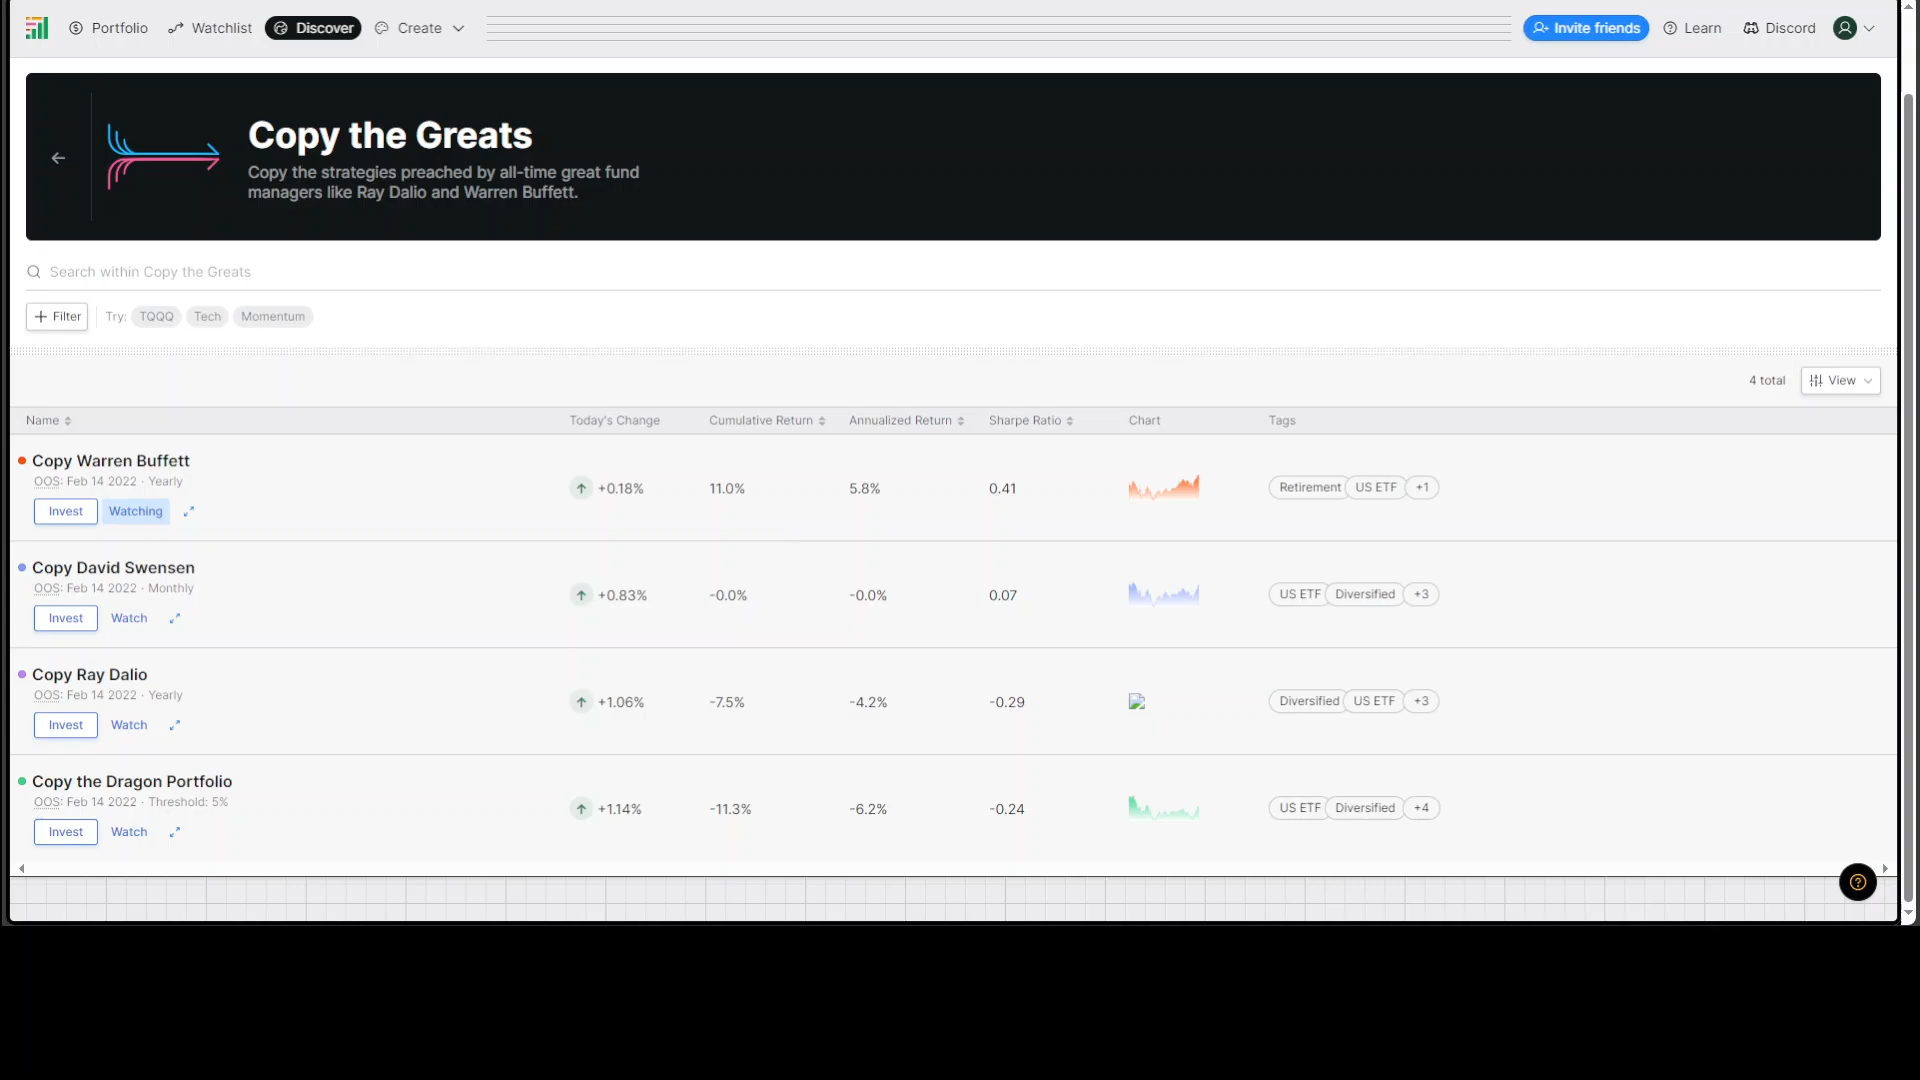 Portfolio Watchlist Discover Create Invite friends Learn Discord
Copy the Greats
Copy the strategies preached by all-time great fund
managers like Ray Dalio and Warren Buffett.
Search within Copy the Greats
Filter Try: TQQQ Tech Momentum
4 total View
Name Today's Change Cumulative Return Annualized Return Sharpe Ratio Chart Tags
Copy Warren Buffett
OOS: Feb 14 2022 · Yearly
+0.18% 11.0% 5.8% 0.41 Retirement US ETF +1
Invest Watching
Copy David Swensen
OOS: Feb 14 2022 · Monthly
+0.83% -0.0% -0.0% 0.07 US ETF Diversified +3
Invest Watch
Copy Ray Dalio
OOS: Feb 14 2022 · Yearly
+1.06% -7.5% -4.2% -0.29 Diversified US ETF +3
Invest Watch
Copy the Dragon Portfolio
OOS: Feb 14 2022 · Threshold: 5%
+1.14% -11.3% -6.2% -0.24 US ETF Diversified +4
Invest Watch